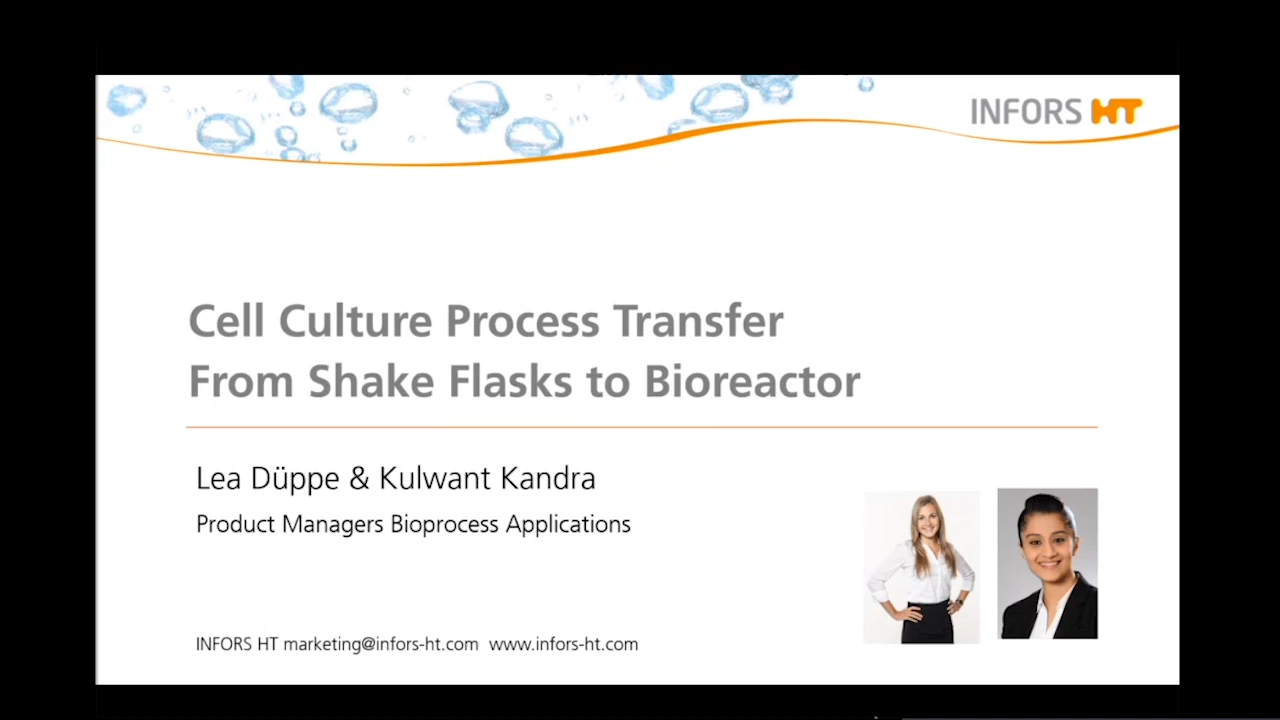 INFORS HT
Cell Culture Process Transfer
From Shake Flasks to Bioreactor
Lea Düppe & Kulwant Kandra
Product Managers Bioprocess Applications
INFORS HT marketing@infors-ht.com www.infors-ht.com